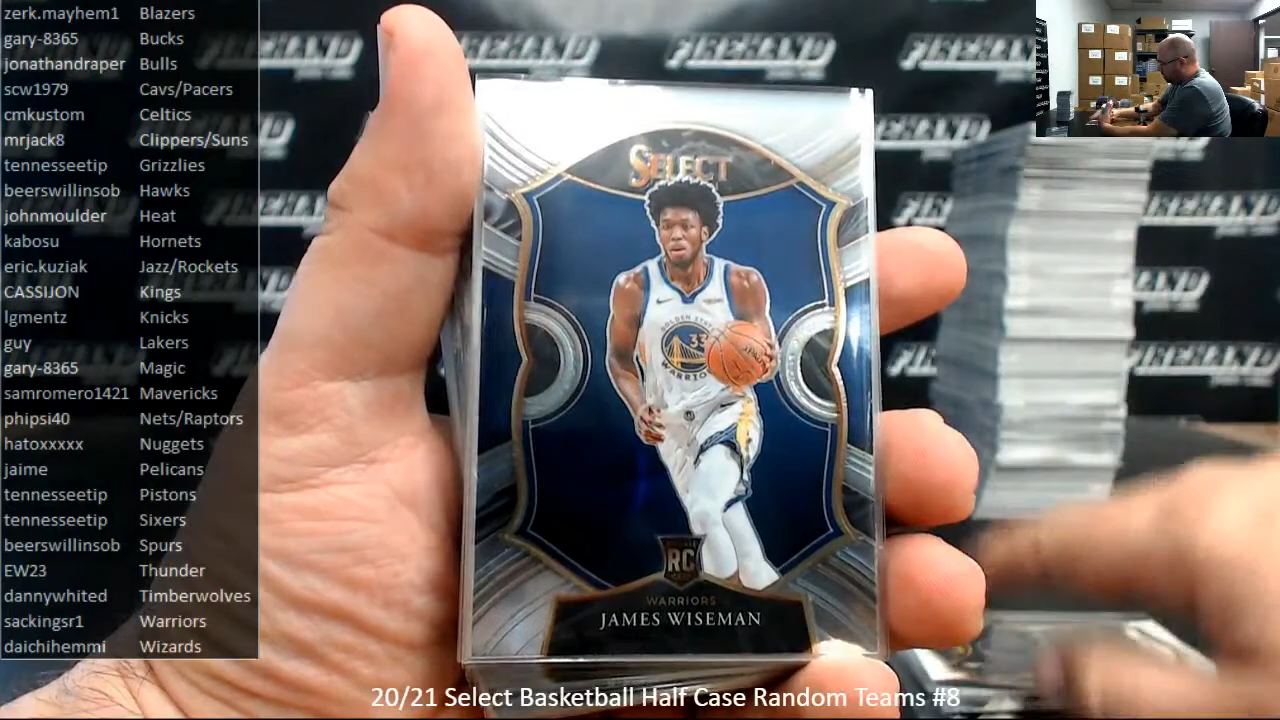 zerk.mayhem1 Blazers
gary-8365 Bucks
jonathandraper Bulls
scw1979 Cavs/Pacers
cmkustom Celtics
mrjack8 Clippers/Suns
tennesseetip Grizzlies
beerswillinsob Hawks
johnmoulder Heat
kabosu Hornets
eric.kuziak Jazz/Rockets
CASSIJON Kings
lgmentz Knicks
guy Lakers
gary-8365 Magic
samromero1421 Mavericks
phipsi40 Nets/Raptors
hatoxxxxx Nuggets
jaime Pelicans
tennesseetip Pistons
tennesseetip Sixers
beerswillinsob Spurs
EW23 Thunder
dannywhited Timberwolves
sackingsr1 Warriors
daichihemmi Wizards
FIREHAND
FIREHAND
FIREHAND
SELECT
GOLDEN STATE
33
WARRIORS
RC
WARRIORS
JAMES WISEMAN
20/21 Select Basketball Half Case Random Teams #8